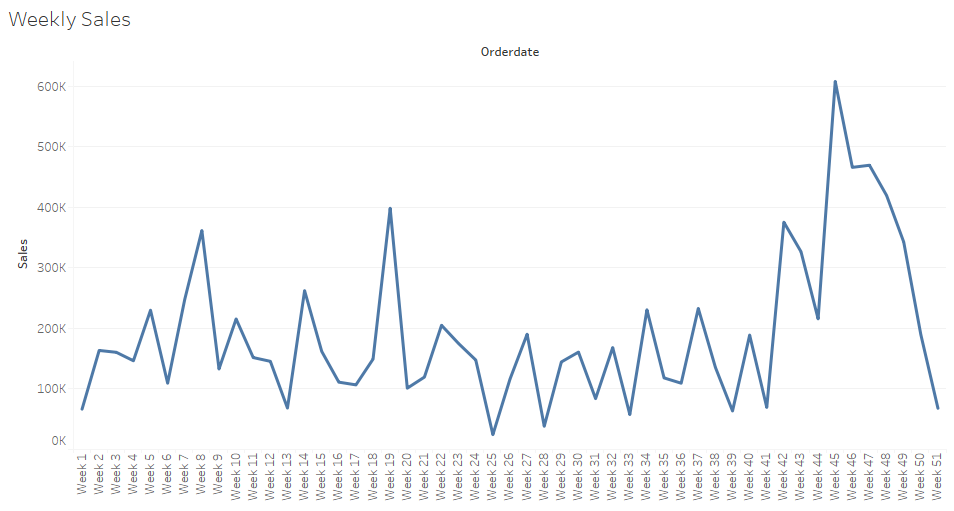 Weekly Sales
Orderdate
600K
500K
400K
300K
200K
100K
0K
Sales
Week 1
Week 2
Week 3
Week 4
Week 5
Week 6
Week 7
Week 8
Week 9
Week 10
Week 11
Week 12
Week 13
Week 14
Week 15
Week 16
Week 17
Week 18
Week 19
Week 20
Week 21
Week 22
Week 23
Week 24
Week 25
Week 26
Week 27
Week 28
Week 29
Week 30
Week 31
Week 32
Week 33
Week 34
Week 35
Week 36
Week 37
Week 38
Week 39
Week 40
Week 41
Week 42
Week 43
Week 44
Week 45
Week 46
Week 47
Week 48
Week 49
Week 50
Week 51